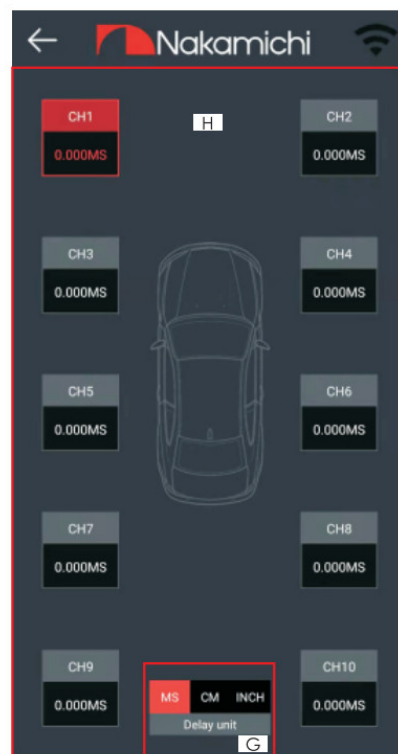 Nakamichi
H
CH1
0.000MS
CH2
0.000MS
CH3
0.000MS
CH4
0.000MS
CH5
0.000MS
CH6
0.000MS
CH7
0.000MS
CH8
0.000MS
CH9
0.000MS
CH10
0.000MS
MS CM INCH
Delay unit
G